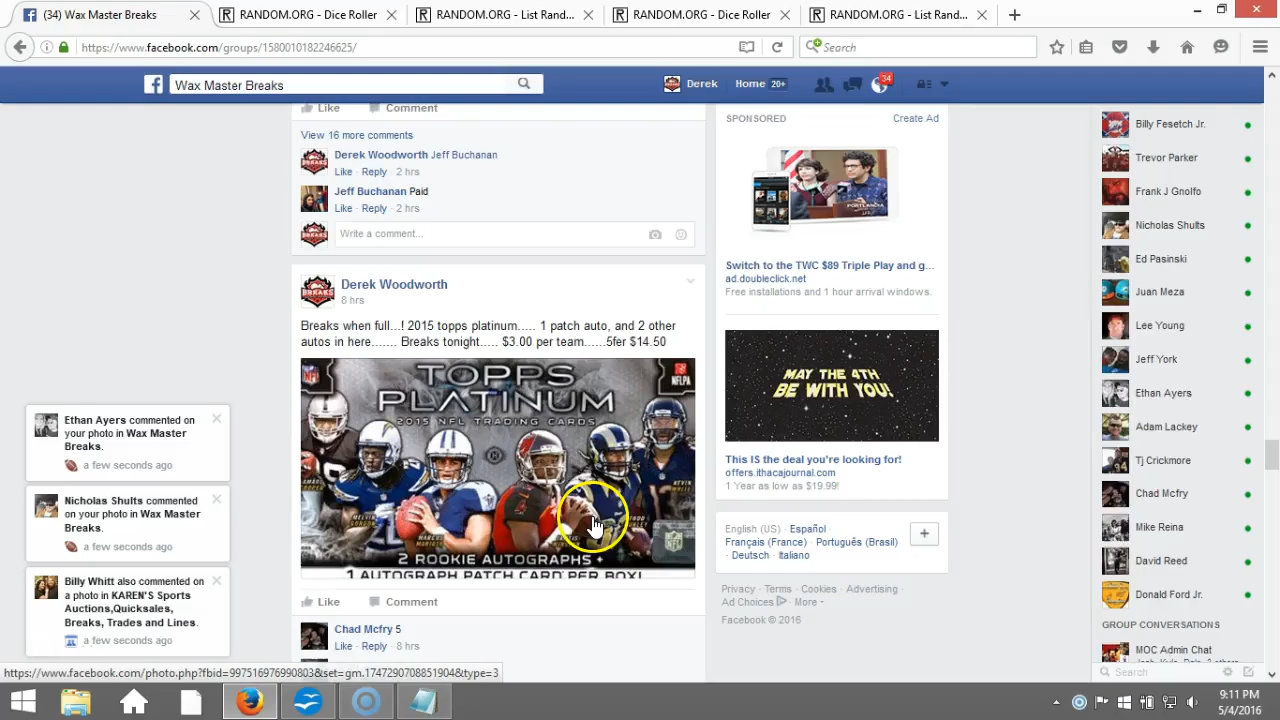 (34) Wax Master Breaks
RANDOM.ORG - Dice Roller
RANDOM.ORG - List Rand...
RANDOM.ORG - Dice Roller
RANDOM.ORG - List Rand...
https://www.facebook.com/groups/1580010182246625/
Search
Wax Master Breaks
Derek
Home 20+
34
Like Comment
View 16 more comments
Derek Woodworth Jeff Buchanan
Like · Reply · 2 hrs
Jeff Buchanan Paid
Like · Reply · 2 hrs
Write a comment...
Derek Woodworth
8 hrs
Breaks when full...! 2015 topps platinum..... 1 patch auto, and 2 other
autos in here....... Breaks tonight..... $3.00 per team......5fer $14.50
NFL
NFLPA
TOPPS
PLATINUM
2015 NFL TRADING CARDS
MARCUS
MARIOTA
2 ROOKIE AUTOGRAPHS +
1 AUTOGRAPH PATCH CARD PER BOX!
Like Comment
Chad Mcfry 5
Like · Reply · 8 hrs
Ethan Ayers commented on
your photo in Wax Master
Breaks.
a few seconds ago
Nicholas Shults commented
on your photo in Wax Master
Breaks.
a few seconds ago
Billy Whitt also commented on
a photo in KAREN'S Sports
Auctions,Quicksales,
Breaks, Trades and Lines.
a few seconds ago
SPONSORED Create Ad
PORTLANDIA
Switch to the TWC $89 Triple Play and g...
ad.doubleclick.net
Free installations and 1 hour arrival windows.
MAY THE 4TH
BE WITH YOU!
This IS the deal you're looking for!
offers.ithacajournal.com
1 Year as low as $19.99!
English (US) · Español
Français (France) · Português (Brasil)
· Deutsch · Italiano
Privacy · Terms · Cookies · Advertising ·
Ad Choices · More
Facebook © 2016
Billy Fesetch Jr.
Trevor Parker
Frank J Gnolfo
Nicholas Shults
Ed Pasinski
Juan Meza
Lee Young
Jeff York
Ethan Ayers
Adam Lackey
Tj Crickmore
Chad Mcfry
Mike Reina
David Reed
Donald Ford Jr.
GROUP CONVERSATIONS
MOC Admin Chat
Search
https://www.facebook.com/photo.php?fbid=997516976990803&set=gm.1747290708851904&type=3
9:11 PM
5/4/2016